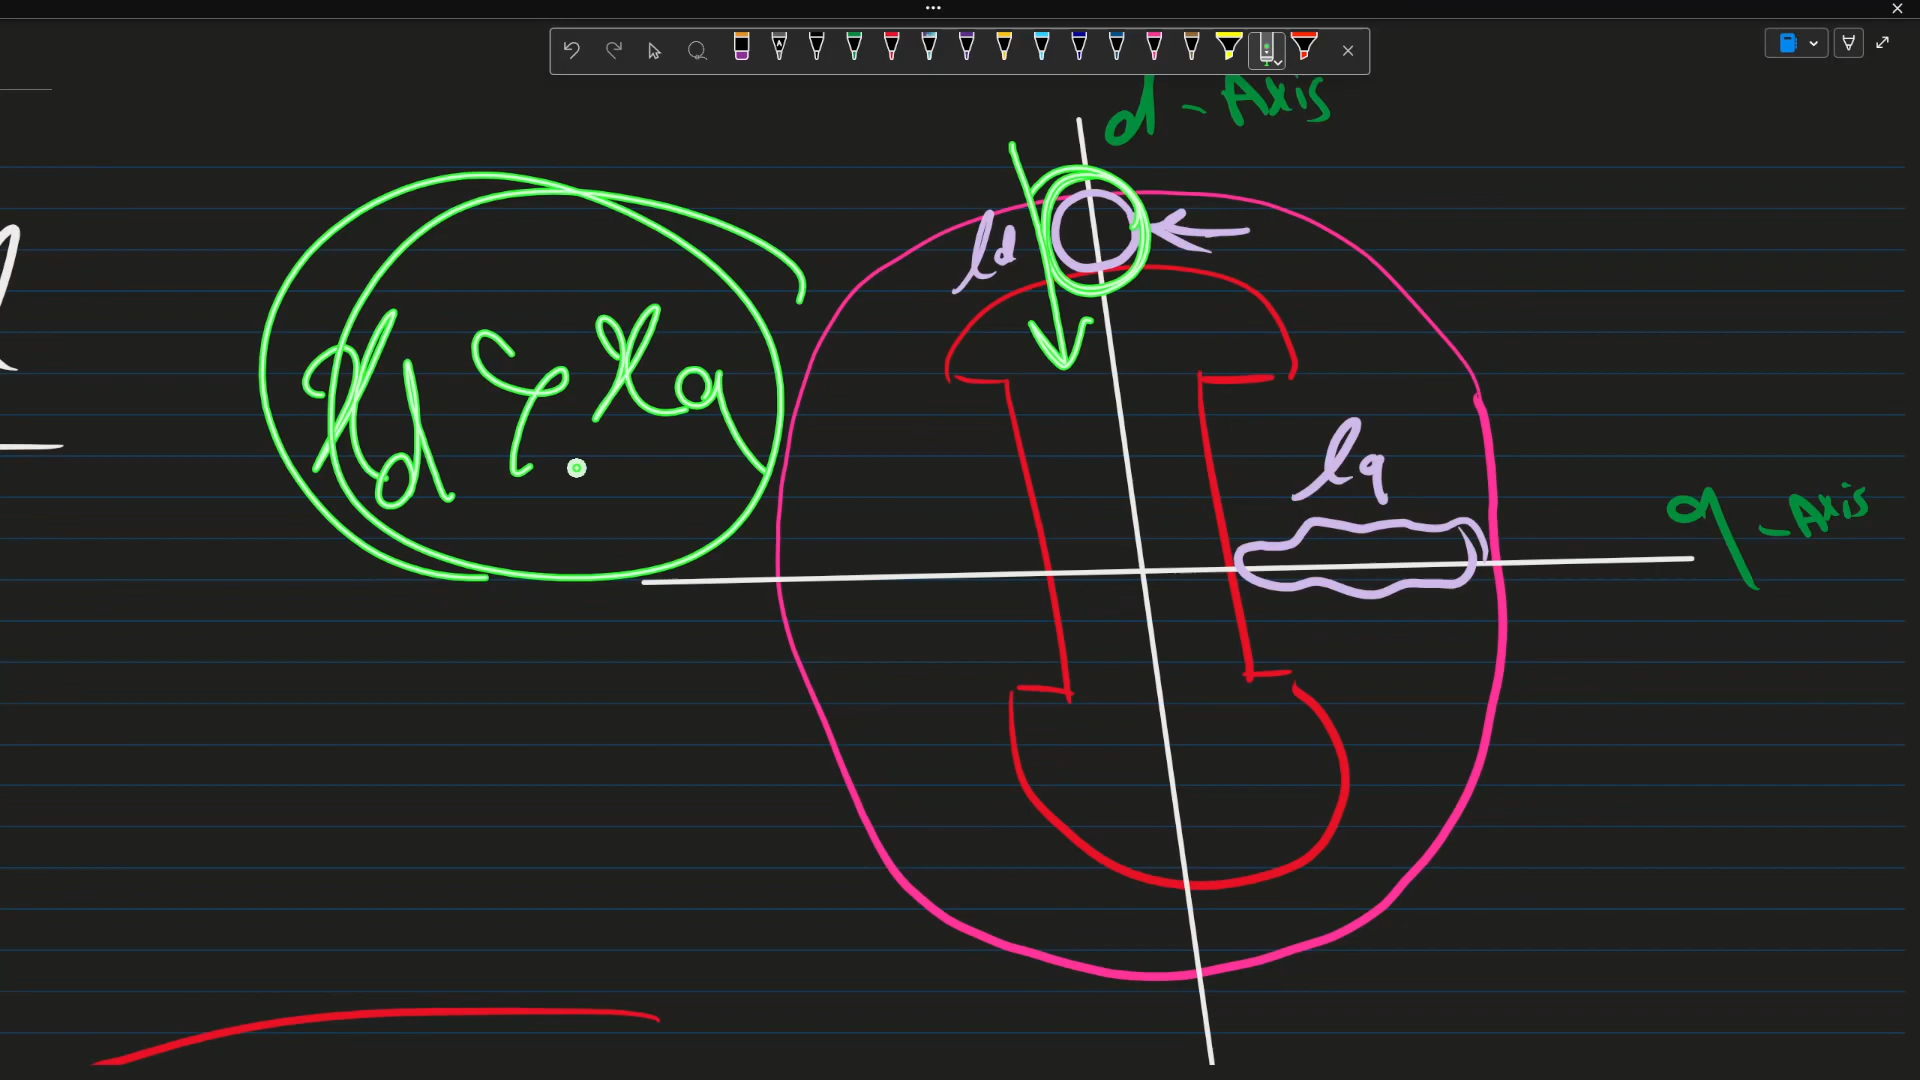 d - Axis
ld
Xd & Xq
lq
q - Axis